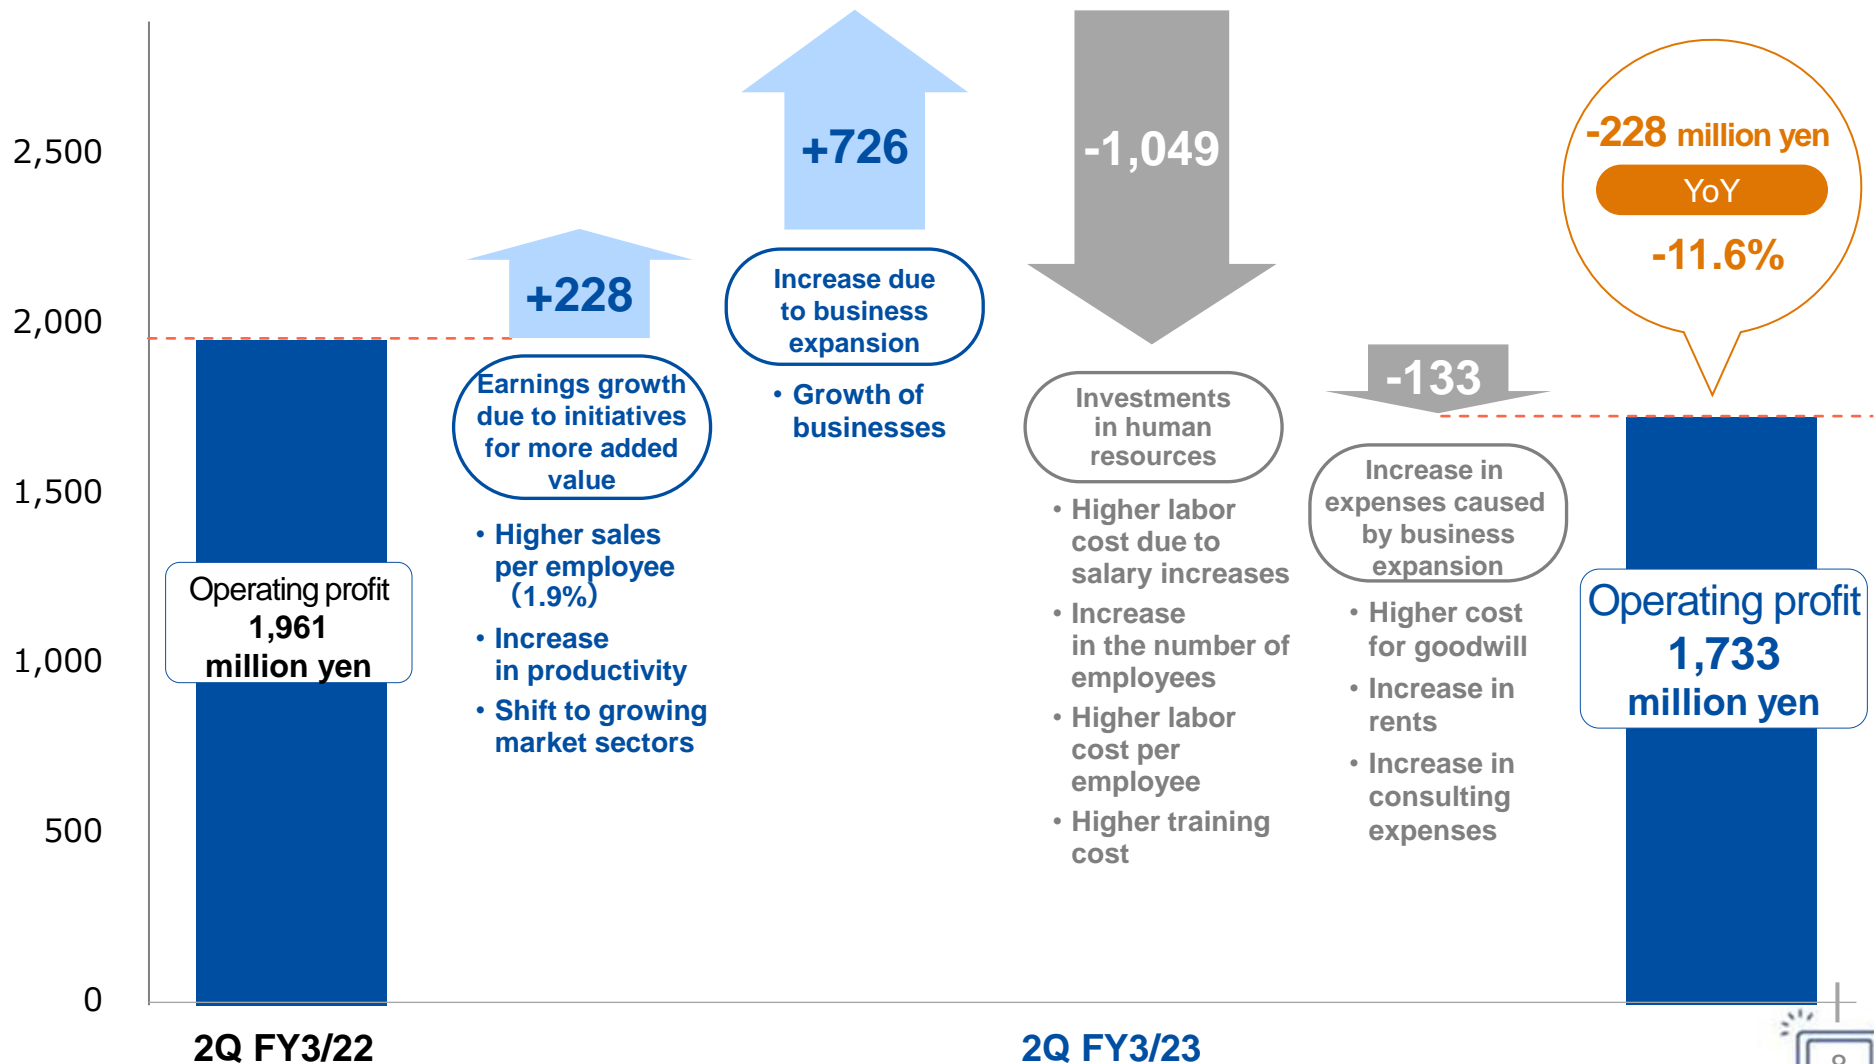 2,500
2,000
1,500
1,000
500
0
Operating profit
1,961
million yen
2Q FY3/22
+228
Earnings growth
due to initiatives
for more added
value
• Higher sales
per employee
（1.9%）
• Increase
in productivity
• Shift to growing
market sectors
+726
Increase due
to business
expansion
• Growth of
businesses
-1,049
Investments
in human
resources
• Higher labor
cost due to
salary increases
• Increase
in the number of
employees
• Higher labor
cost per
employee
• Higher training
cost
-133
Increase in
expenses caused
by business
expansion
• Higher cost
for goodwill
• Increase in
rents
• Increase in
consulting
expenses
-228 million yen
YoY
-11.6%
Operating profit
1,733
million yen
2Q FY3/23